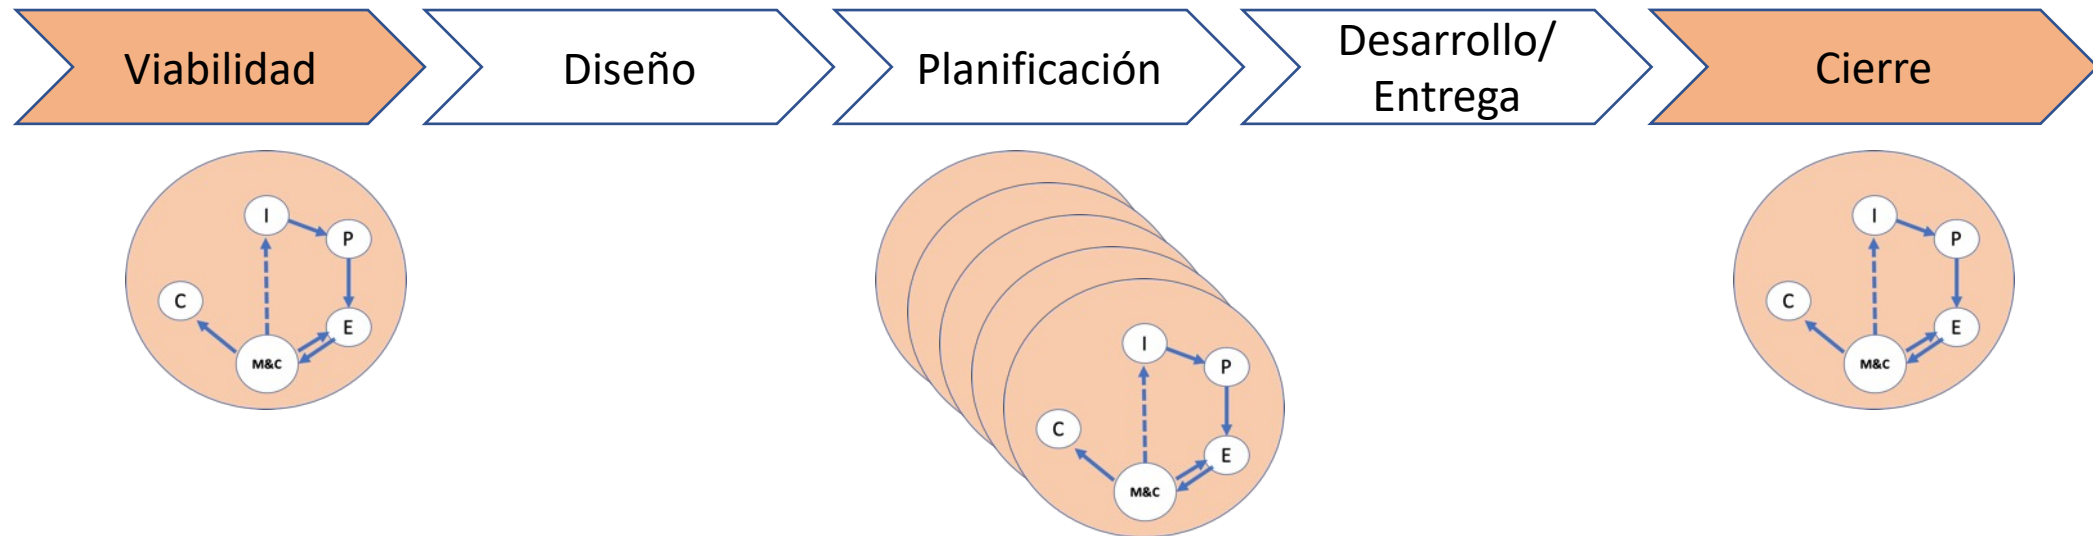 Viabilidad
Diseño
Planificación
Desarrollo/
Entrega
Cierre
I
P
C
E
M&C
I
P
C
E
M&C
I
P
C
E
M&C